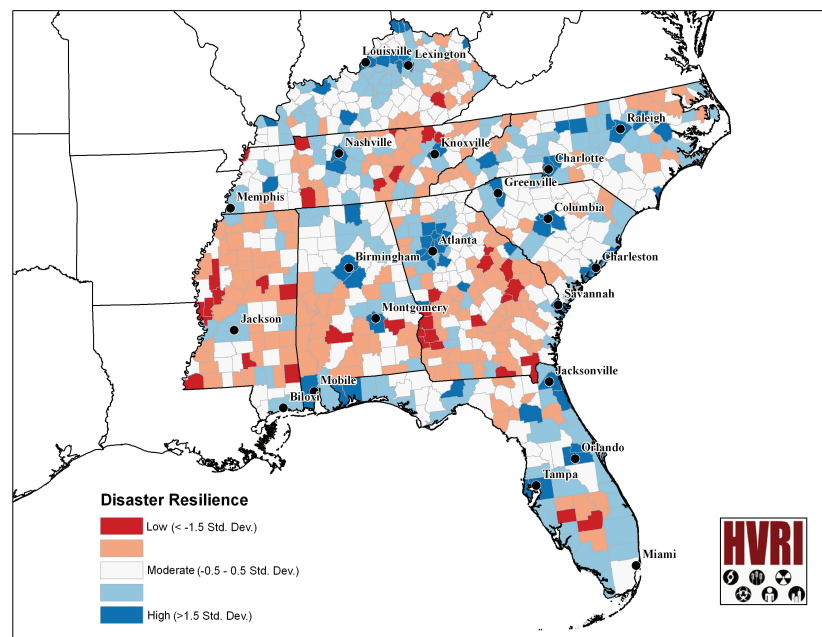 Louisville
Lexington
Nashville
Knoxville
Raleigh
Charlotte
Memphis
Greenville
Columbia
Atlanta
Birmingham
Charleston
Savannah
Montgomery
Jackson
Mobile
Biloxi
Jacksonville
Orlando
Tampa
Miami
Disaster Resilience
Low (< -1.5 Std. Dev.)
Moderate (-0.5 - 0.5 Std. Dev.)
High (>1.5 Std. Dev.)
HVRI